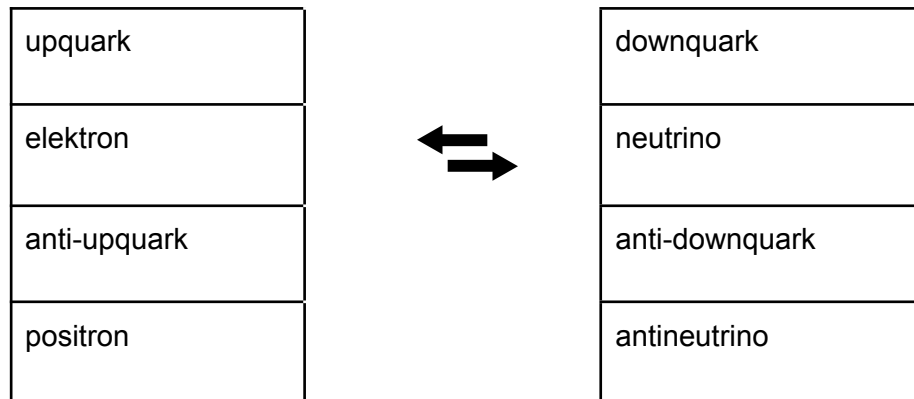 upquark
downquark
elektron
neutrino
anti-upquark
anti-downquark
positron
antineutrino